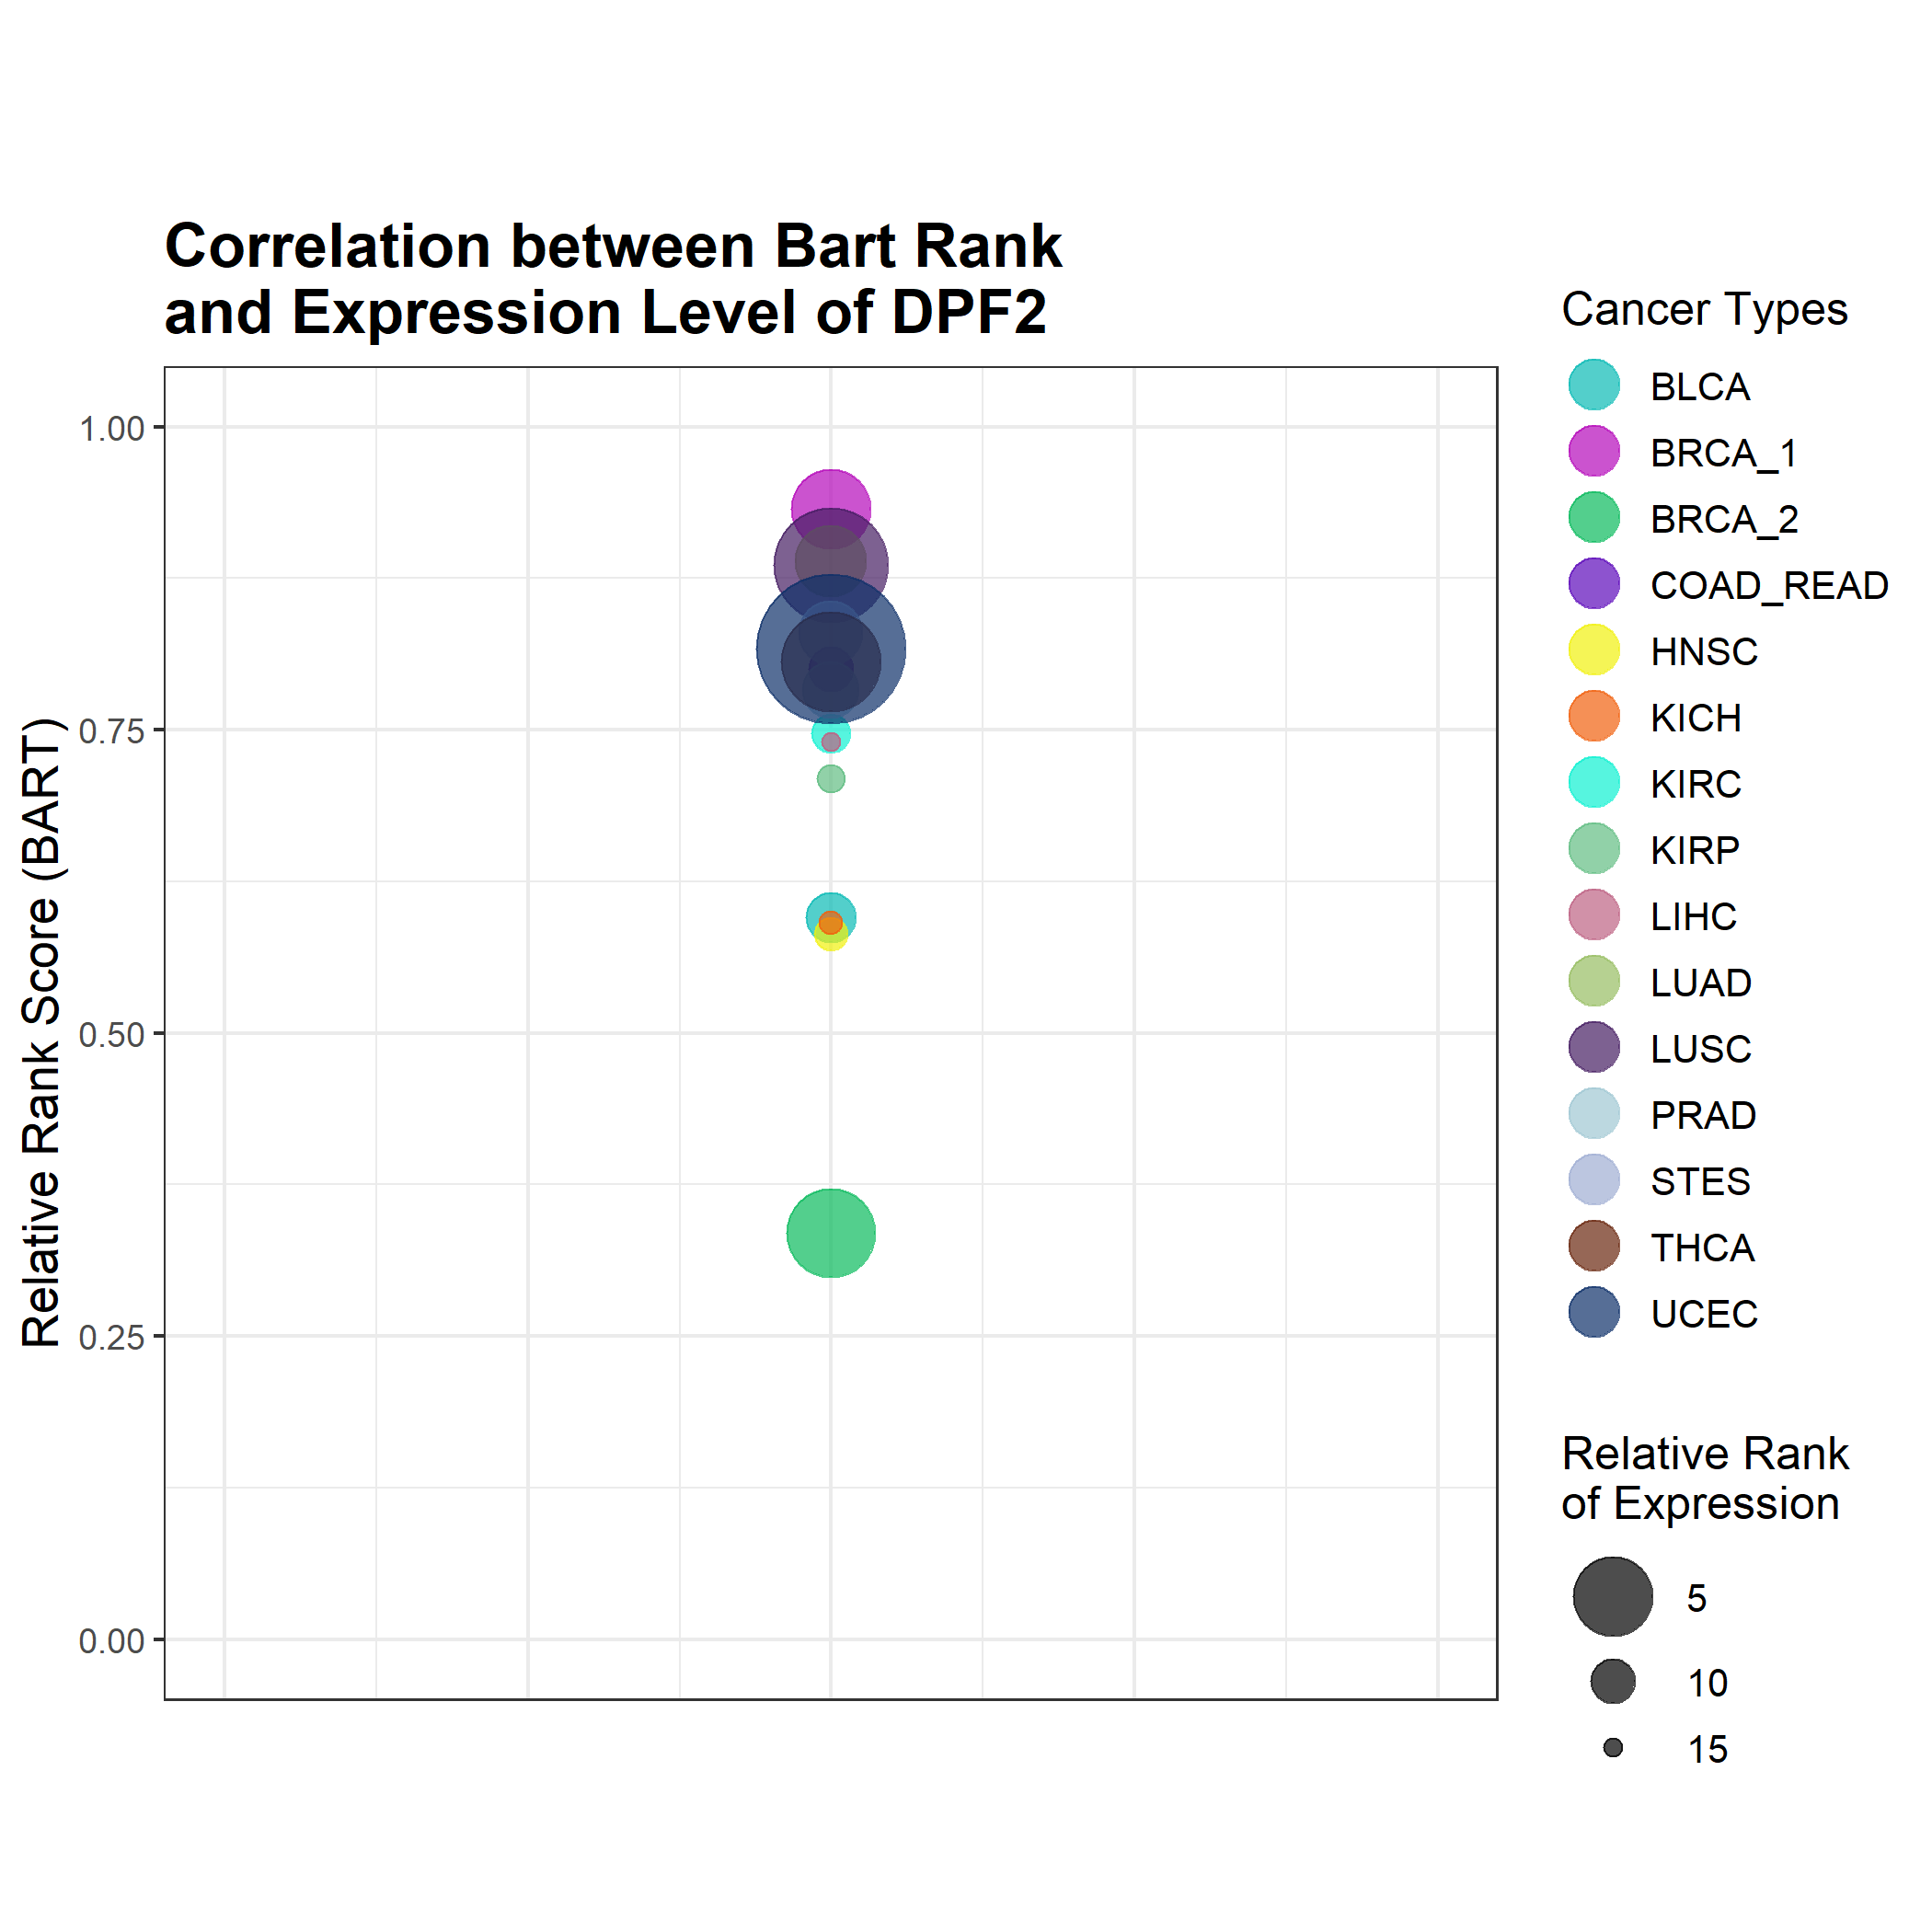 Correlation between Bart Rank
and Expression Level of DPF2
Relative Rank Score (BART)
1.00
0.75
0.50
0.25
0.00
Cancer Types
BLCA
BRCA_1
BRCA_2
COAD_READ
HNSC
KICH
KIRC
KIRP
LIHC
LUAD
LUSC
PRAD
STES
THCA
UCEC
Relative Rank
of Expression
5
10
15